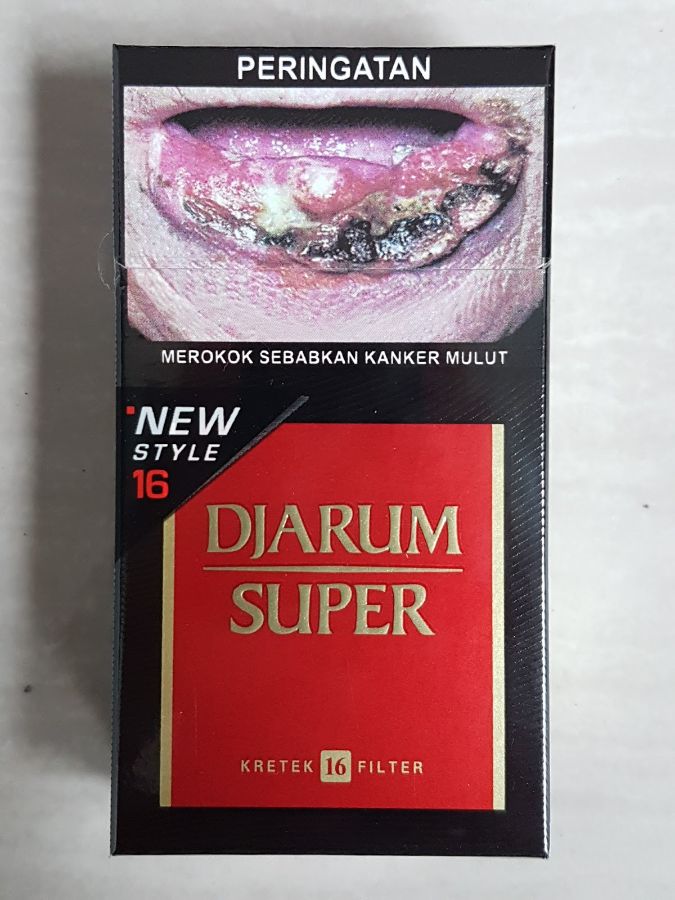 PERINGATAN
MEROKOK SEBABKAN KANKER MULUT
NEW
STYLE
16
DJARUM
SUPER
KRETEK 16 FILTER